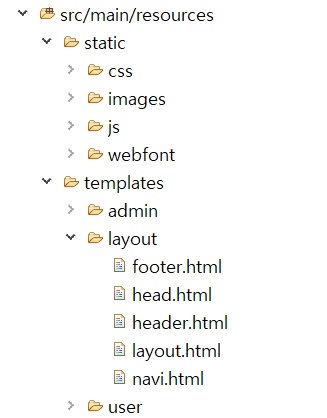 src/main/resources
static
css
images
js
webfont
templates
admin
layout
footer.html
head.html
header.html
layout.html
navi.html
user